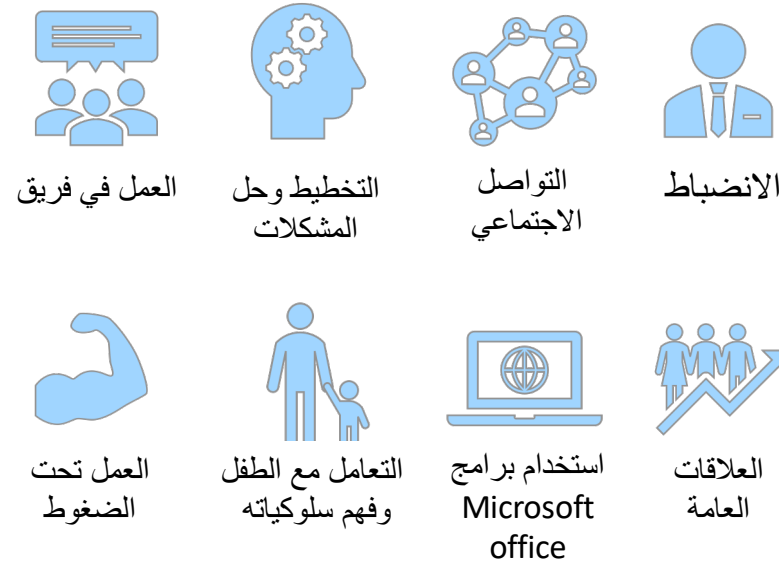 الانضباط
التواصل
الاجتماعي
التخطيط وحل
المشكلات
العمل في فريق
العلاقات
العامة
استخدام برامج
Microsoft
office
التعامل مع الطفل
وفهم سلوكياته
العمل تحت
الضغوط